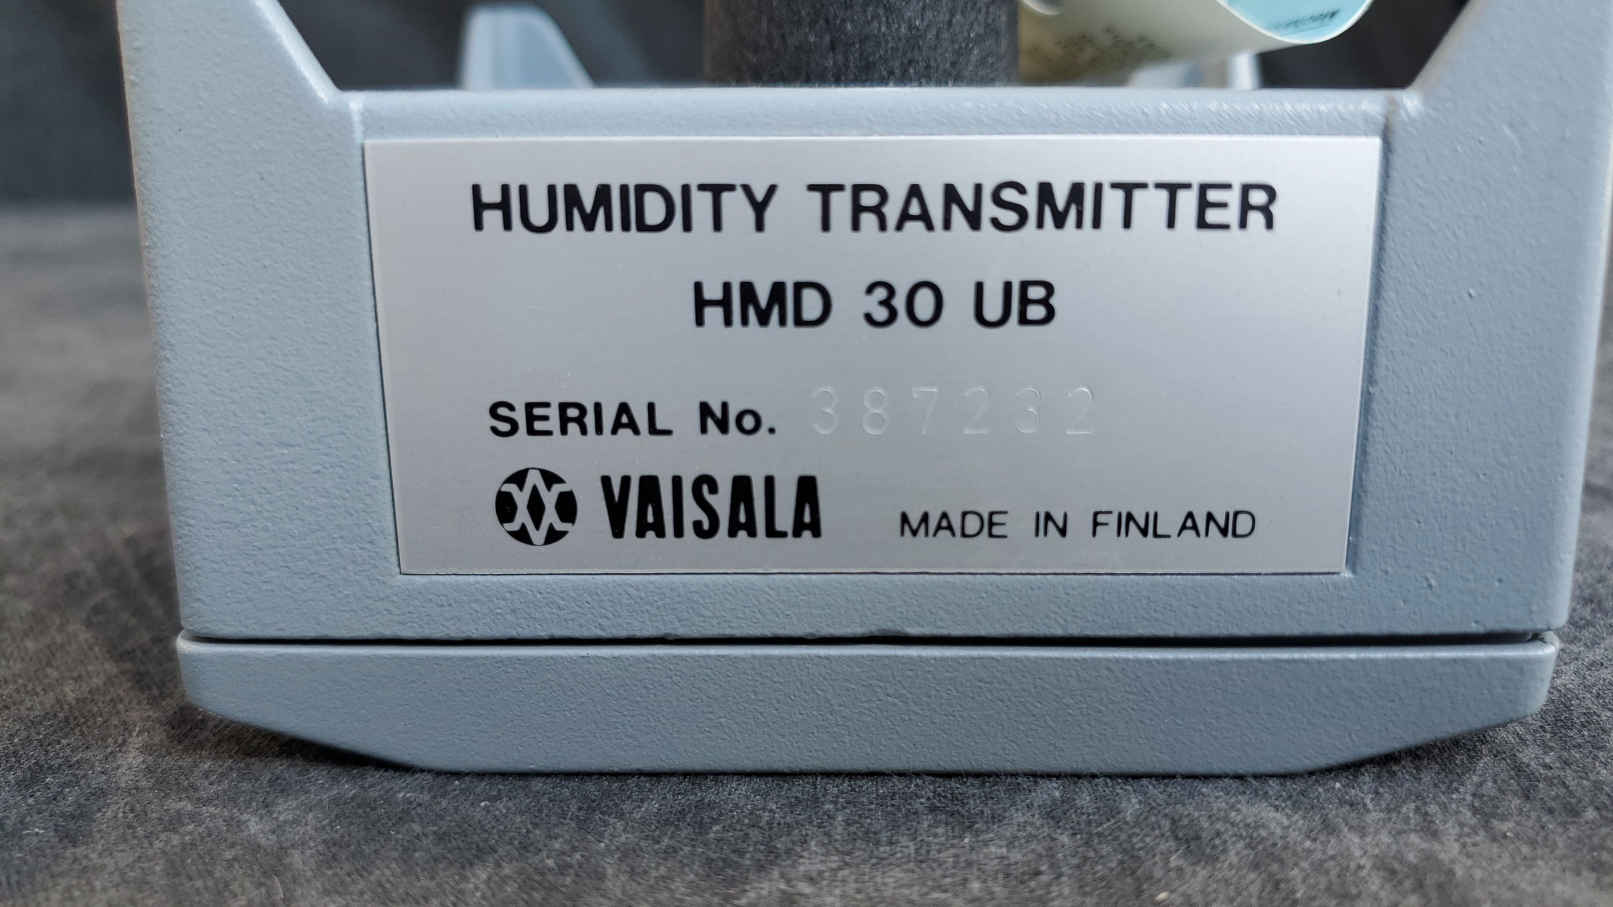 HUMIDITY TRANSMITTER
HMD 30 UB
SERIAL No. 387232
VAISALA MADE IN FINLAND